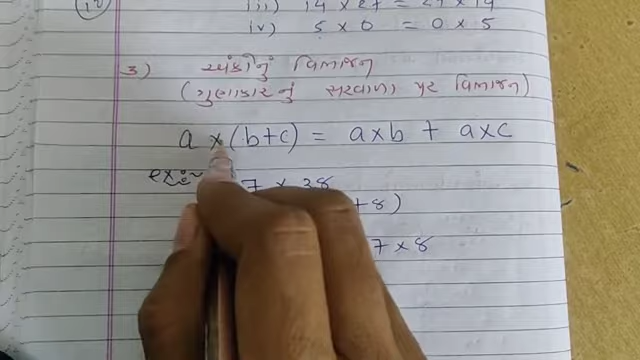 iii) 14 × 27 = 27 × 14
iv) 5 × 0 = 0 × 5
3) સંખ્યાનું વિભાજન
(ગુણાકારનું સરવાળા પર વિભાજન)
a × (b+c) = a×b + a×c
ex:~ 7 × 38
+ 8)
7 × 8